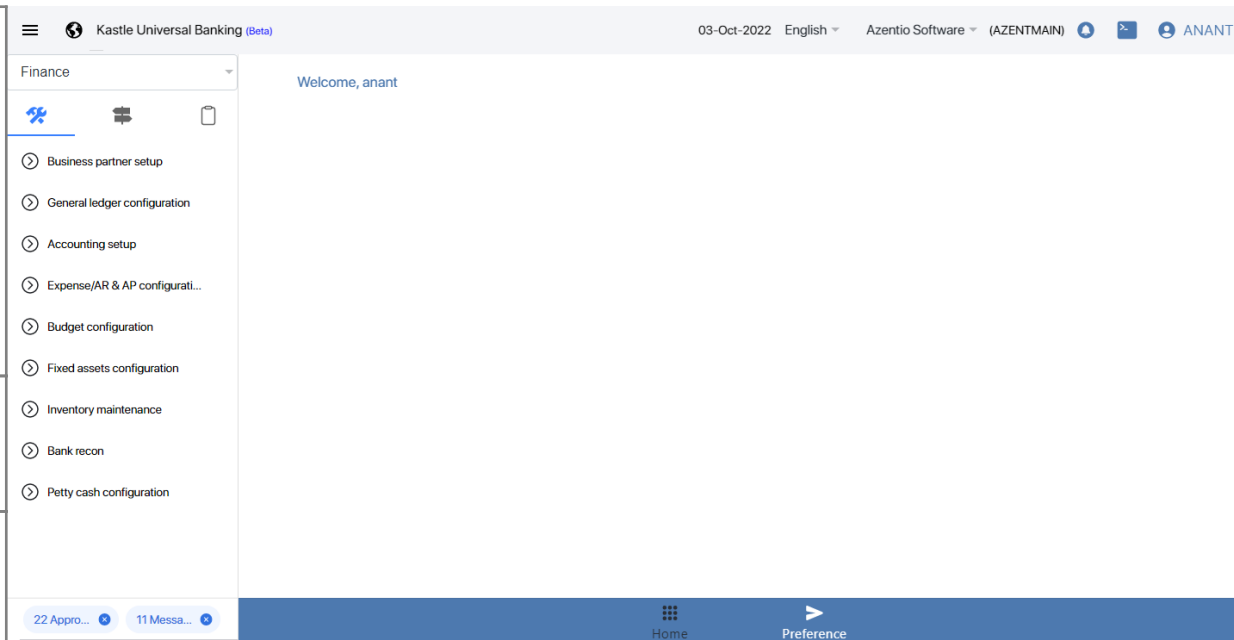 Kastle Universal Banking (Beta) 03-Oct-2022 English Azentio Software (AZENTMAIN) ANANT
Finance
Welcome, anant
Business partner setup
General ledger configuration
Accounting setup
Expense/AR & AP configurati...
Budget configuration
Fixed assets configuration
Inventory maintenance
Bank recon
Petty cash configuration
22 Appro... 11 Messa...
Home Preference